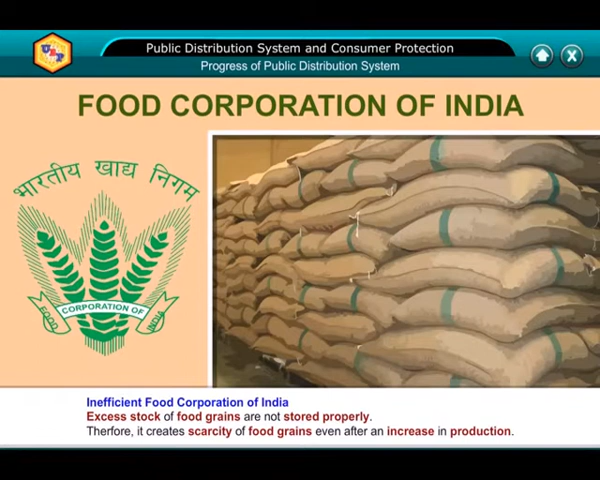 Public Distribution System and Consumer Protection
Progress of Public Distribution System
FOOD CORPORATION OF INDIA
भारतीय खाद्य निगम
FOOD CORPORATION OF INDIA
Inefficient Food Corporation of India
Excess stock of food grains are not stored properly.
Therfore, it creates scarcity of food grains even after an increase in production.